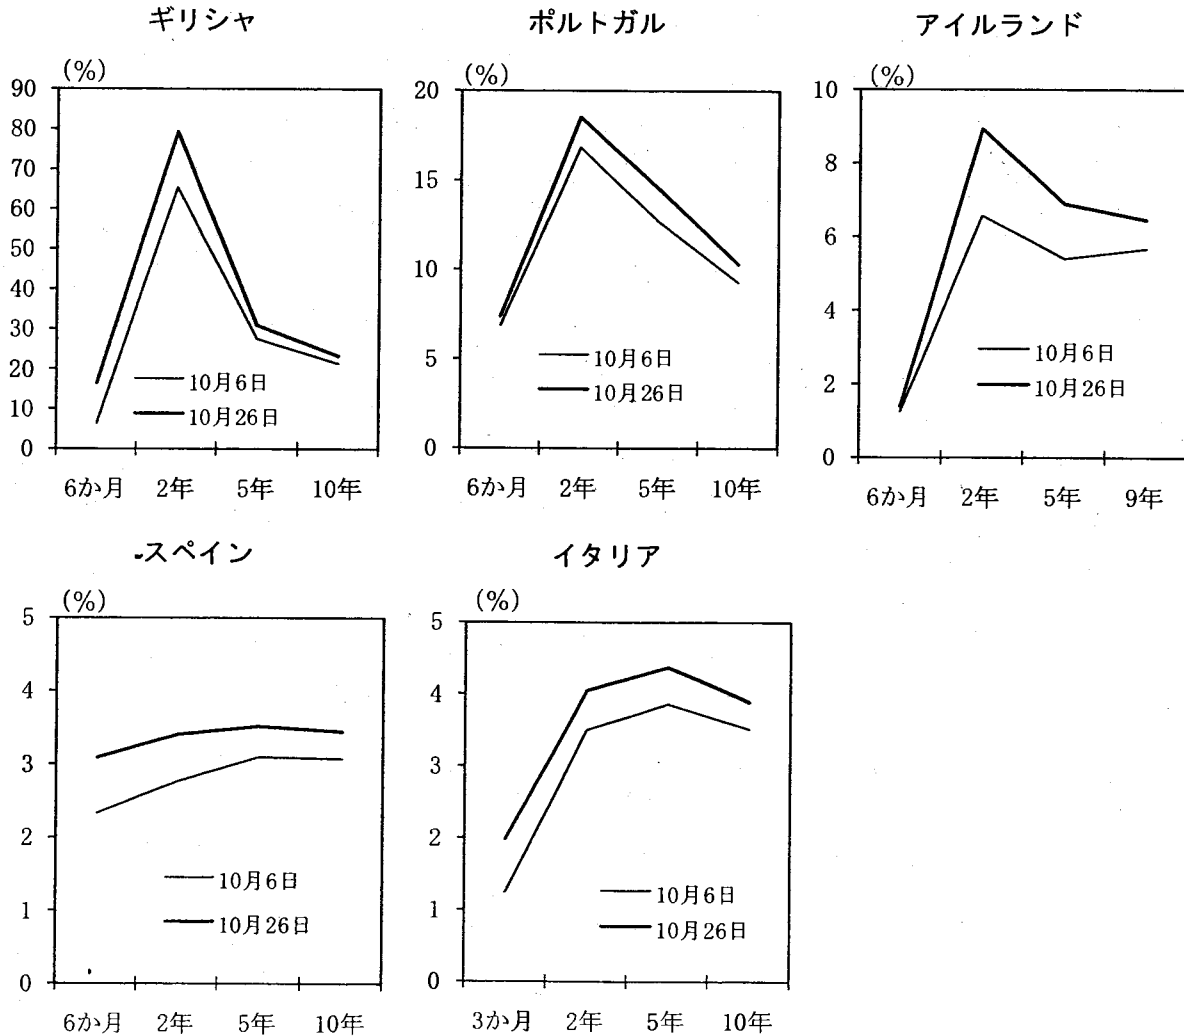 ギリシャ
(%)
90
80
70
60
50
40
30
20
10
0
10月6日
10月26日
6か月 2年 5年 10年
ポルトガル
(%)
20
15
10
5
0
10月6日
10月26日
6か月 2年 5年 10年
アイルランド
(%)
10
8
6
4
2
0
10月6日
10月26日
6か月 2年 5年 9年
スペイン
(%)
5
4
3
2
1
0
10月6日
10月26日
6か月 2年 5年 10年
イタリア
(%)
5
4
3
2
1
0
10月6日
10月26日
3か月 2年 5年 10年